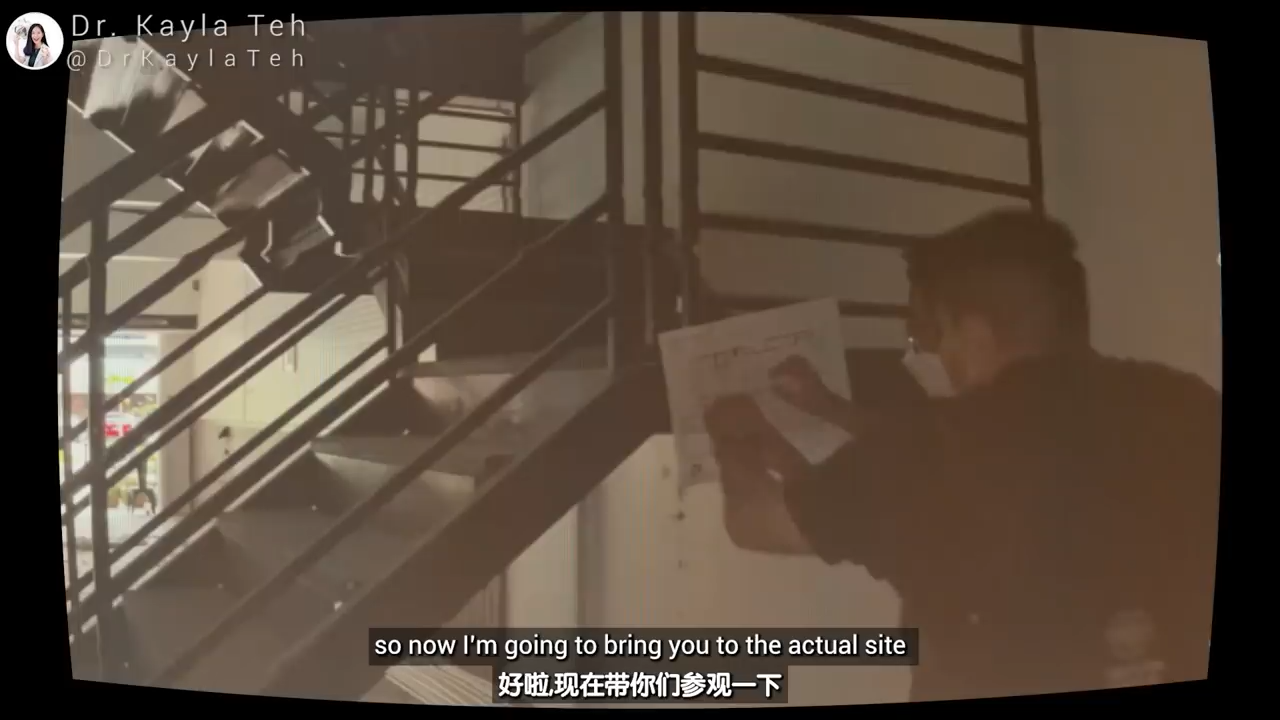 Dr. Kayla Teh
@DrKaylaTeh
so now I'm going to bring you to the actual site
好啦,现在带你们参观一下